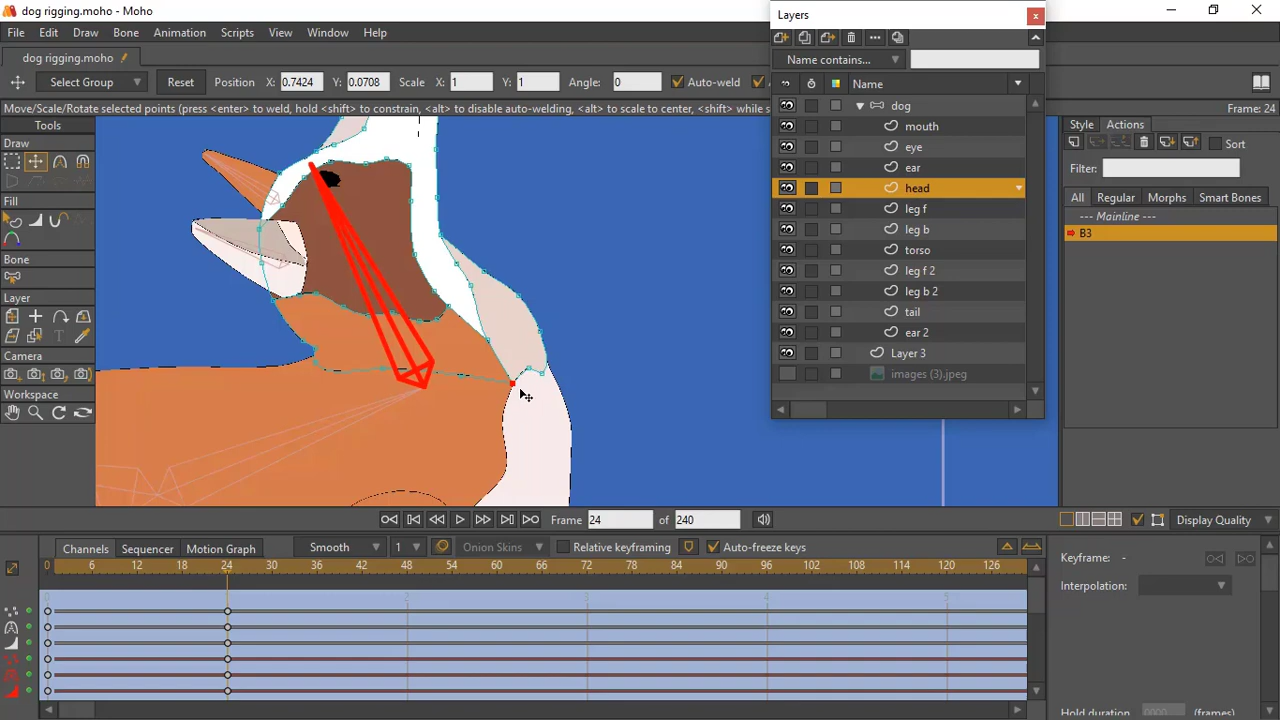 dog rigging.moho - Moho
File Edit Draw Bone Animation Scripts View Window Help
dog rigging.moho
Select Group Reset Position X: 0.7424 Y: 0.0708 Scale X: 1 Y: 1 Angle: 0 Auto-weld
Move/Scale/Rotate selected points (press <enter> to weld, hold <shift> to constrain, <alt> to disable auto-welding, <alt> to scale to center, <shift> while s
Frame: 24
Tools
Draw
Fill
Bone
Layer
Camera
Workspace
Layers
Name contains...
Name
dog
mouth
eye
ear
head
leg f
leg b
torso
leg f 2
leg b 2
tail
ear 2
Layer 3
images (3).jpeg
Style Actions
Sort
Filter:
All Regular Morphs Smart Bones
--- Mainline ---
B3
Frame 24 of 240 Display Quality
Channels Sequencer Motion Graph Smooth 1 Onion Skins Relative keyframing Auto-freeze keys
0 6 12 18 24 30 36 42 48 54 60 66 72 78 84 90 96 102 108 114 120 126
0 2 3 4 5
Keyframe: -
Interpolation:
Hold duration 0000 (frames)